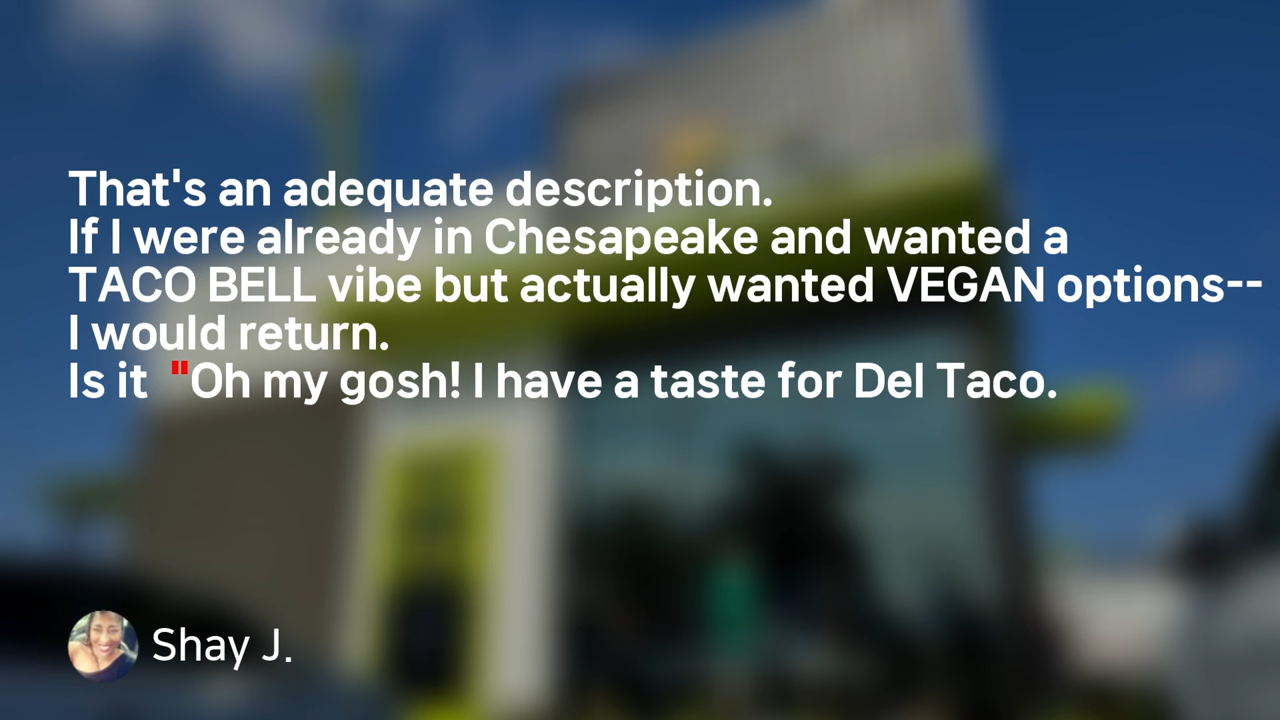 That's an adequate description.
If I were already in Chesapeake and wanted a
TACO BELL vibe but actually wanted VEGAN options--
I would return.
Is it "Oh my gosh! I have a taste for Del Taco.
Shay J.